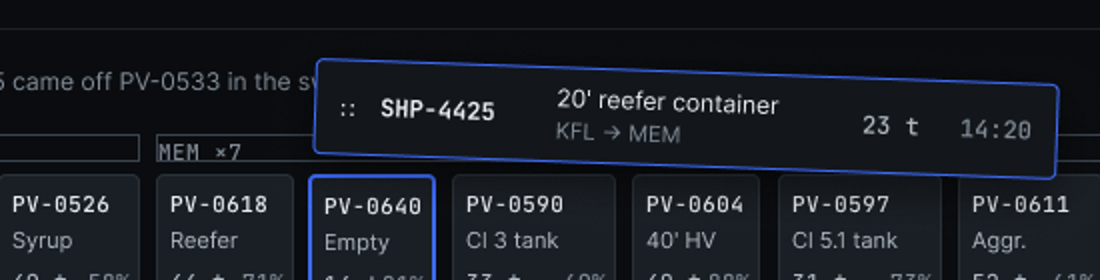 5 came off PV-0533 in the
:: SHP-4425 20' reefer container 23 t 14:20
KFL → MEM
MEM ×7
PV-0526 PV-0618 PV-0640 PV-0590 PV-0604 PV-0597 PV-0611
Syrup Reefer Empty Cl 3 tank 40' HV Cl 5.1 tank Aggr.